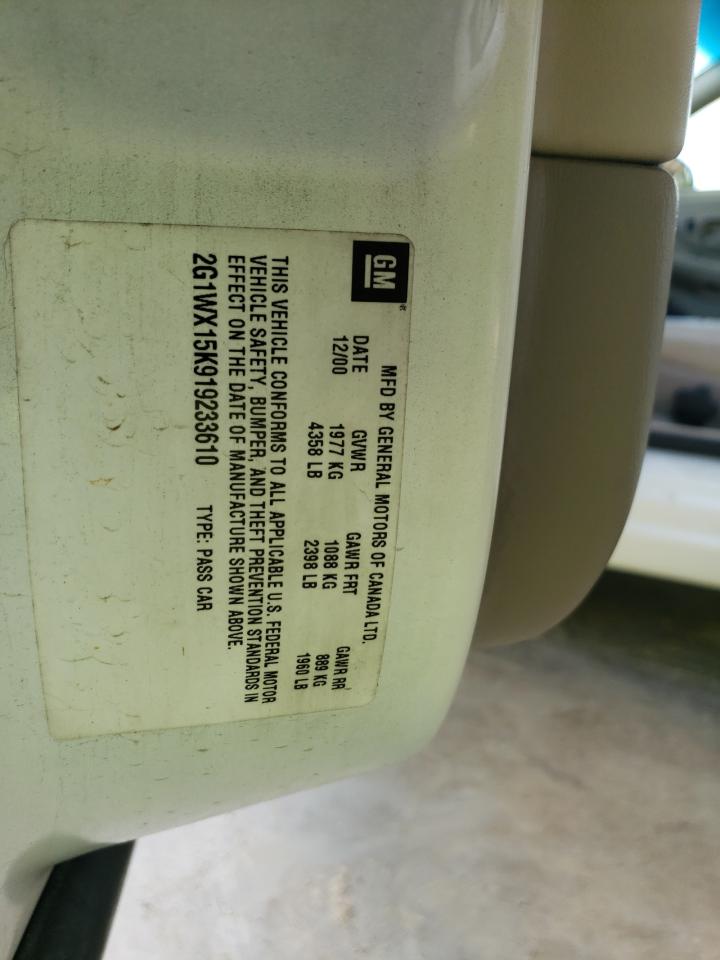 GM
MFD BY GENERAL MOTORS OF CANADA LTD.
DATE GVWR GAWR FRT GAWR RR
12/00 1977 KG 1088 KG 889 KG
4358 LB 2398 LB 1960 LB
THIS VEHICLE CONFORMS TO ALL APPLICABLE U.S. FEDERAL MOTOR
VEHICLE SAFETY, BUMPER, AND THEFT PREVENTION STANDARDS IN
EFFECT ON THE DATE OF MANUFACTURE SHOWN ABOVE.
2G1WX15K919233610 TYPE: PASS CAR